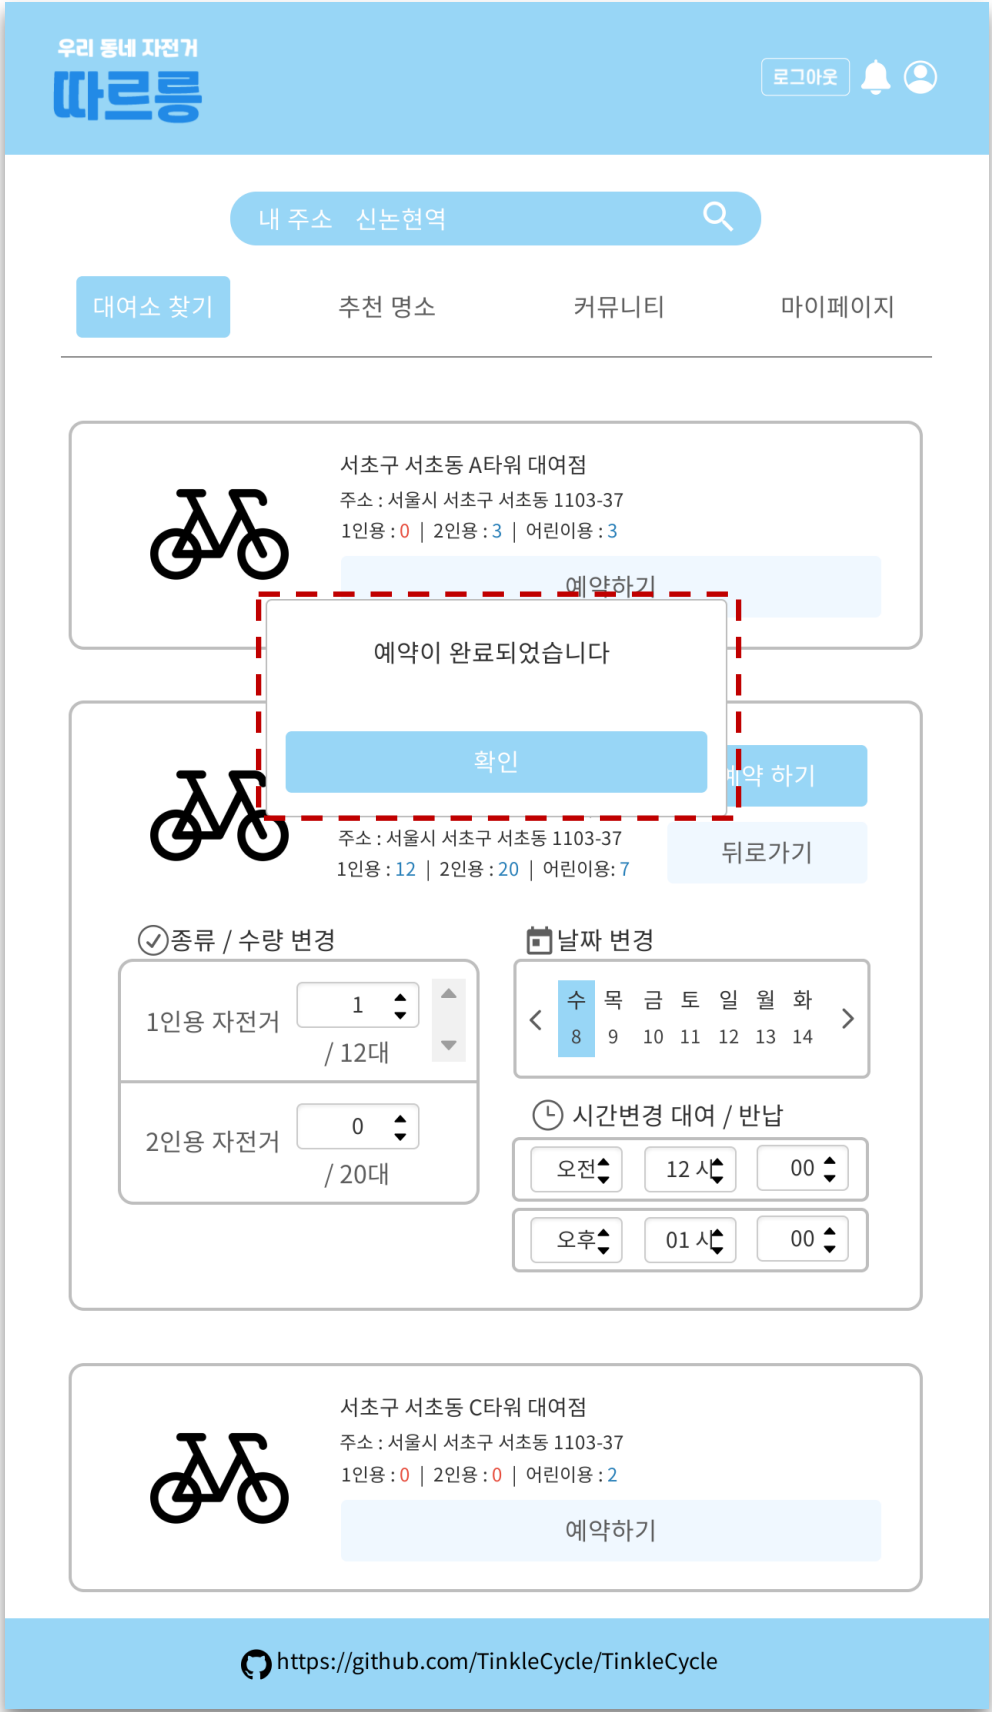 우리 동네 자전거
따르릉
로그아웃
내 주소 신논현역
대여소 찾기 추천 명소 커뮤니티 마이페이지
서초구 서초동 A타워 대여점
주소 : 서울시 서초구 서초동 1103-37
1인용 : 0 | 2인용 : 3 | 어린이용 : 3
예약하기
예약이 완료되었습니다
확인
예약 하기
주소 : 서울시 서초구 서초동 1103-37
1인용 : 12 | 2인용 : 20 | 어린이용: 7
뒤로가기
종류 / 수량 변경
1인용 자전거 1
/ 12대
2인용 자전거 0
/ 20대
날짜 변경
수 목 금 토 일 월 화
8 9 10 11 12 13 14
시간변경 대여 / 반납
오전 12 시 00
오후 01 시 00
서초구 서초동 C타워 대여점
주소 : 서울시 서초구 서초동 1103-37
1인용 : 0 | 2인용 : 0 | 어린이용 : 2
예약하기
https://github.com/TinkleCycle/TinkleCycle